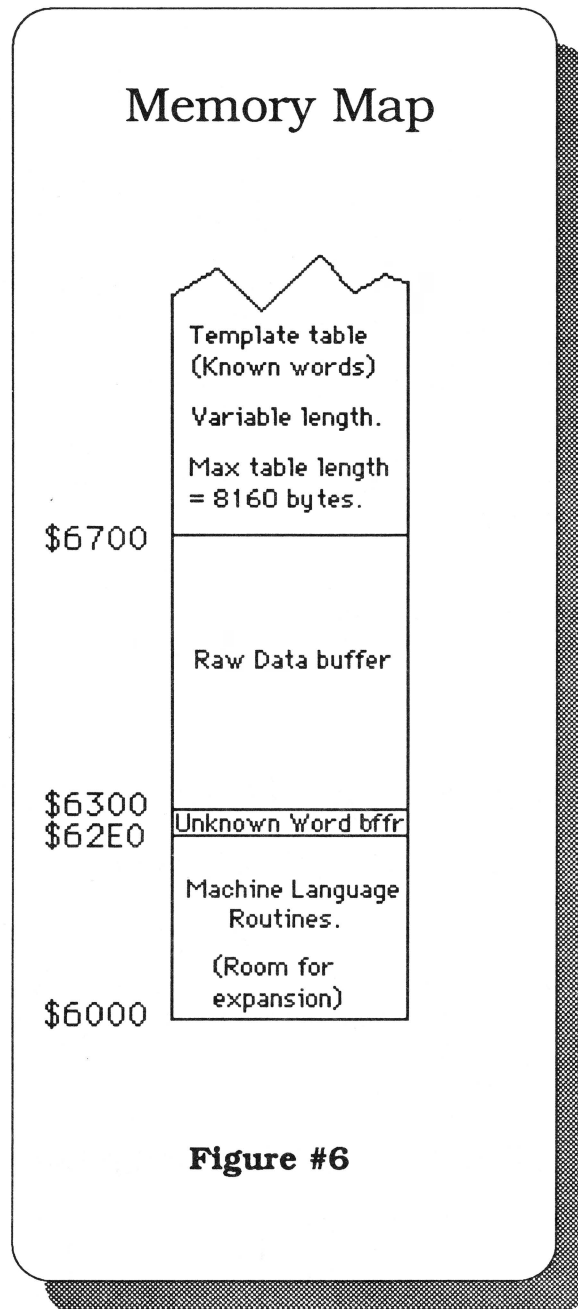 Memory Map
Template table
(Known words)
Variable length.
Max table length
= 8160 bytes.
$6700
Raw Data buffer
$6300
Unknown Word bffr
$62E0
Machine Language
Routines.
(Room for
expansion)
$6000
Figure #6